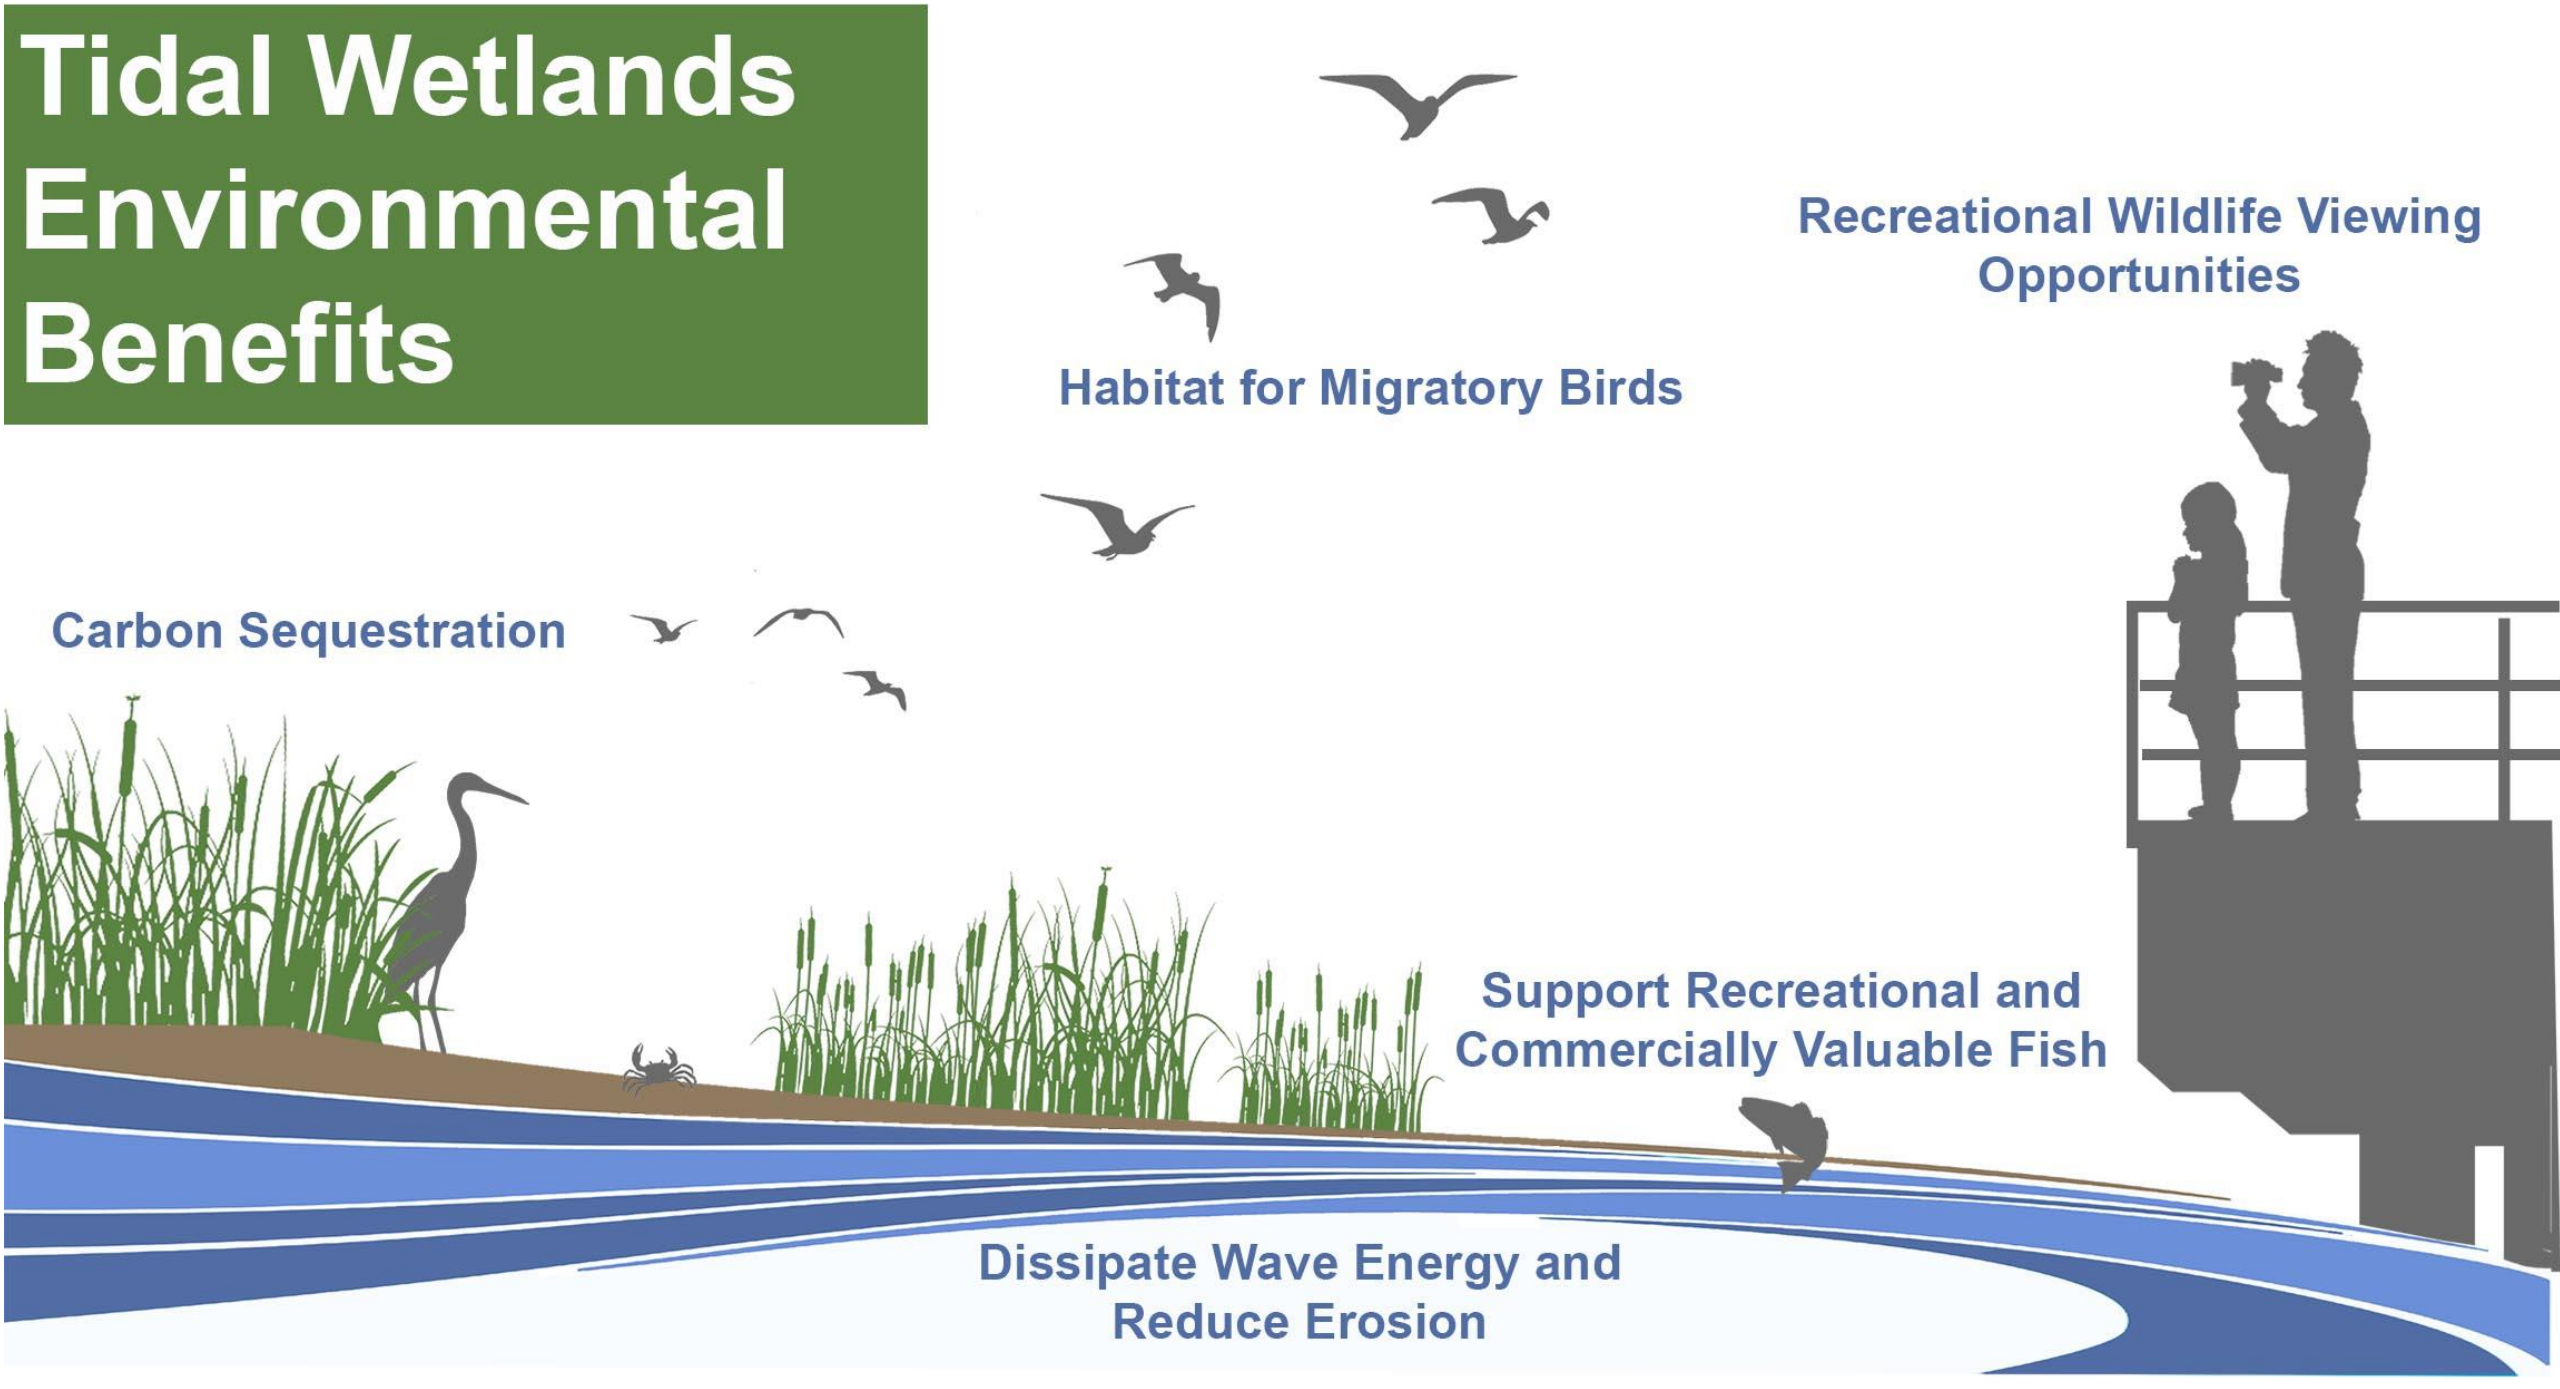 Tidal Wetlands
Environmental
Benefits
Recreational Wildlife Viewing
Opportunities
Habitat for Migratory Birds
Carbon Sequestration
Support Recreational and
Commercially Valuable Fish
Dissipate Wave Energy and
Reduce Erosion